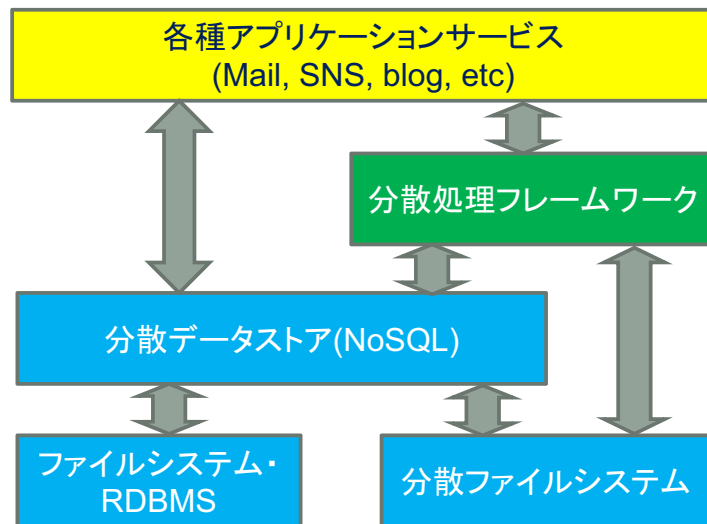 各種アプリケーションサービス
(Mail, SNS, blog, etc)
分散処理フレームワーク
分散データストア(NoSQL)
ファイルシステム・
RDBMS
分散ファイルシステム